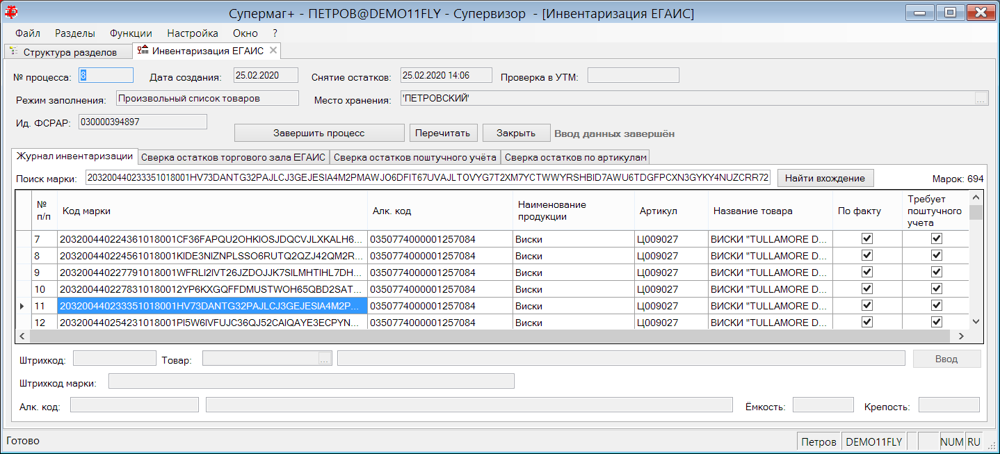 Супермаг+ - ПЕТРОВ@DEMO11FLY - Супервизор - [Инвентаризация ЕГАИС]
Файл Разделы Функции Настройка Окно ?
Структура разделов Инвентаризация ЕГАИС
№ процесса: 8 Дата создания: 25.02.2020 Снятие остатков: 25.02.2020 14:06 Проверка в УТМ:
Режим заполнения: Произвольный список товаров Место хранения: 'ПЕТРОВСКИЙ' ...
Ид. ФСРАР: 030000394897
Завершить процесс Перечитать Закрыть Ввод данных завершён
Журнал инвентаризации Сверка остатков торгового зала ЕГАИС Сверка остатков поштучного учёта Сверка остатков по артикулам
Поиск марки: 203200440233351018001HV73DANTG32PAJLCJ3GEJESIA4M2PMAWJO6DFIT67UVAJLTOVYG7T2XM7YCTWWYRSHBID7AWU6TDGFPCXN3GYKY4NUZCRR72 Найти вхождение Марок: 694
№ п/п Код марки Алк. код Наименование продукции Артикул Название товара По факту Требует поштучного учета
7 203200440224361018001CF36FAPQU2OHKIOSJDQCVJLXKALH6... 0350774000001257084 Виски Ц009027 ВИСКИ "TULLAMORE D...
8 203200440224561018001KIDE3NIZNPLSSO6RUTQ2QZJ42QM2R... 0350774000001257084 Виски Ц009027 ВИСКИ "TULLAMORE D...
9 203200440227791018001WFRLI2IVT26JZDOJJK7SILMHTIHL7DH... 0350774000001257084 Виски Ц009027 ВИСКИ "TULLAMORE D...
10 2032004402278310180012YP6KXGQFFDMUSTWOH65QBD2SAT... 0350774000001257084 Виски Ц009027 ВИСКИ "TULLAMORE D...
11 203200440233351018001HV73DANTG32PAJLCJ3GEJESIA4M2P... 0350774000001257084 Виски Ц009027 ВИСКИ "TULLAMORE D...
12 203200440254231018001PI5W6IVFUJC36QJ52CAIQAYE3ECPYN... 0350774000001257084 Виски Ц009027 ВИСКИ "TULLAMORE D...
Штрихкод: Товар: ... Ввод
Штрихкод марки:
Алк. код: Ёмкость: Крепость:
Готово Петров DEMO11FLY NUM RU